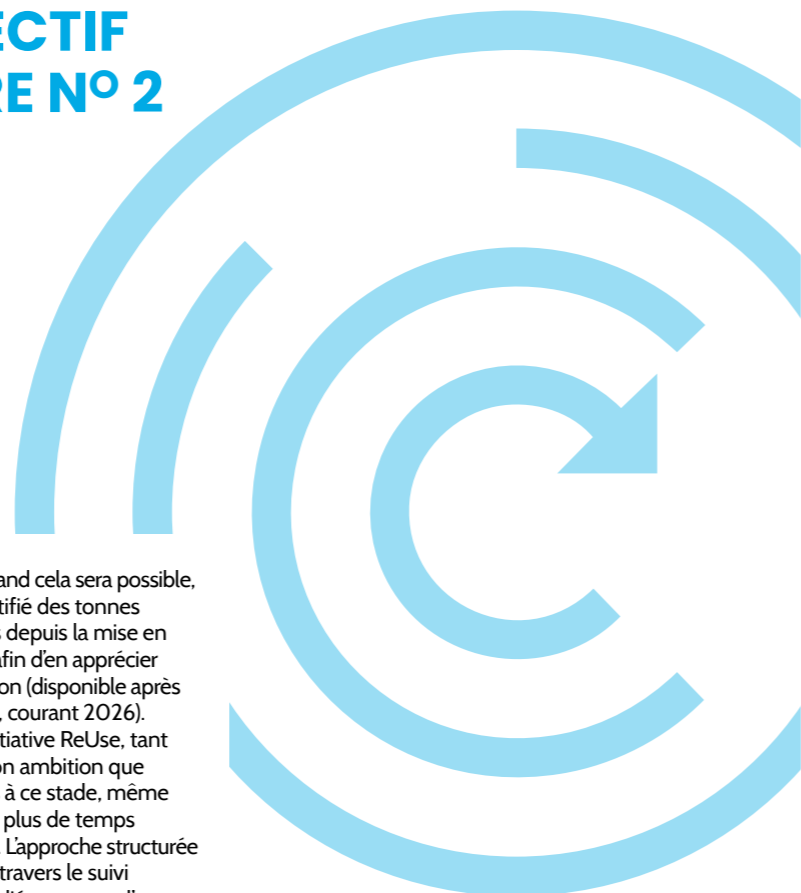 ECTIF
RE Nº 2
and cela sera possible,
tifié des tonnes
s depuis la mise en
afin d'en apprécier
on (disponible après
, courant 2026).
tiative ReUse, tant
on ambition que
à ce stade, même
plus de temps
. L'approche structurée
travers le suivi